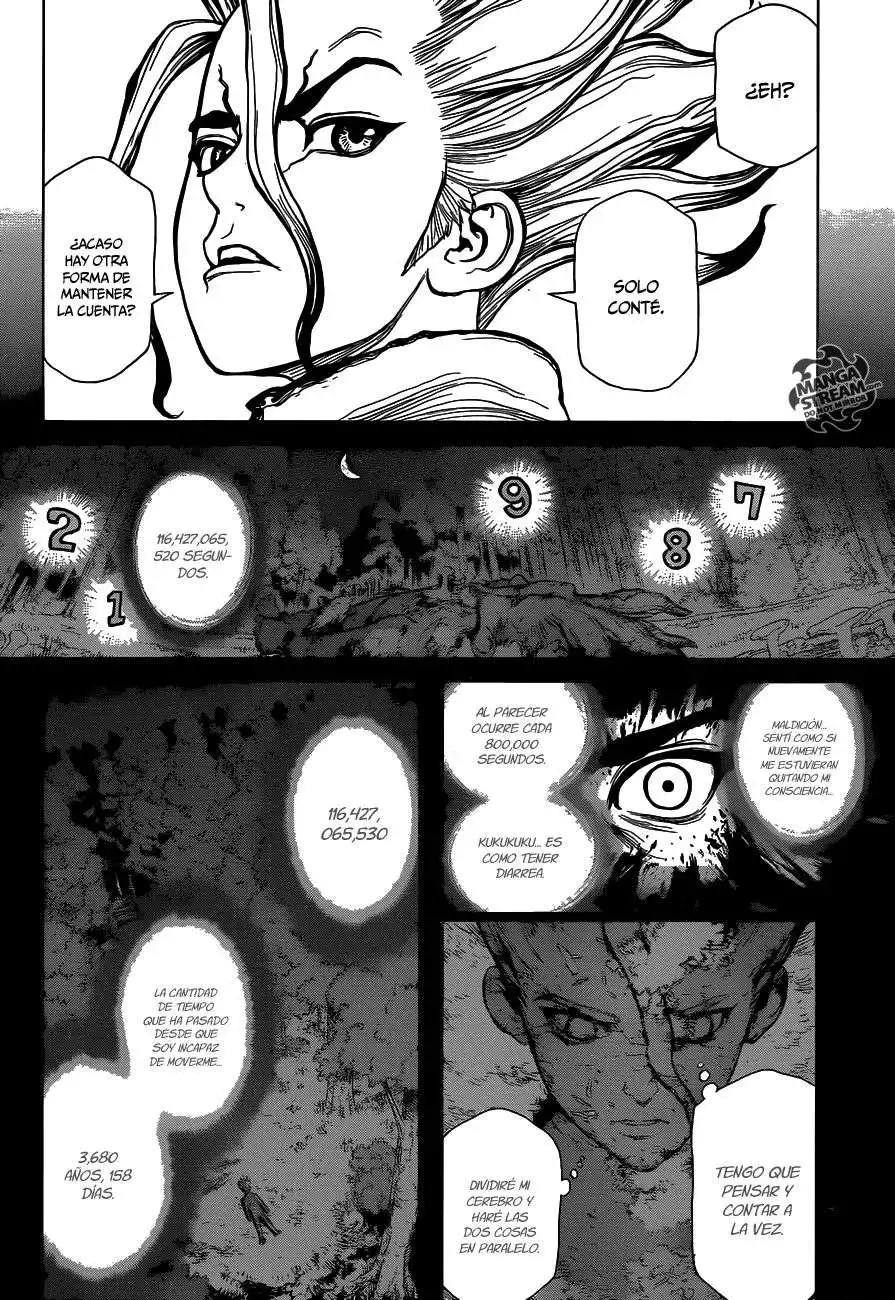 ¿EH?
SOLO
CONTÉ.
¿ACASO
HAY OTRA
FORMA DE
MANTENER
LA CUENTA?
MANGA
STREAM.com
DO NOT MIRROR
7
8
9
116,427,065,
520 SEGUN-
DOS.
2
1
MALDICIÓN...
SENTÍ COMO SI
NUEVAMENTE
ME ESTUVIERAN
QUITANDO MI
CONSCIENCIA...
AL PARECER
OCURRE CADA
800,000
SEGUNDOS.
KUKUKUKU... ES
COMO TENER
DIARREA.
TENGO QUE
PENSAR Y
CONTAR A
LA VEZ.
DIVIDIRÉ MI
CEREBRO Y
HARÉ LAS
DOS COSAS
EN PARALELO.
116,427,
065,530
LA CANTIDAD
DE TIEMPO
QUE HA PASADO
DESDE QUE
SOY INCAPAZ
DE MOVERME...
3,680
AÑOS, 158
DÍAS.